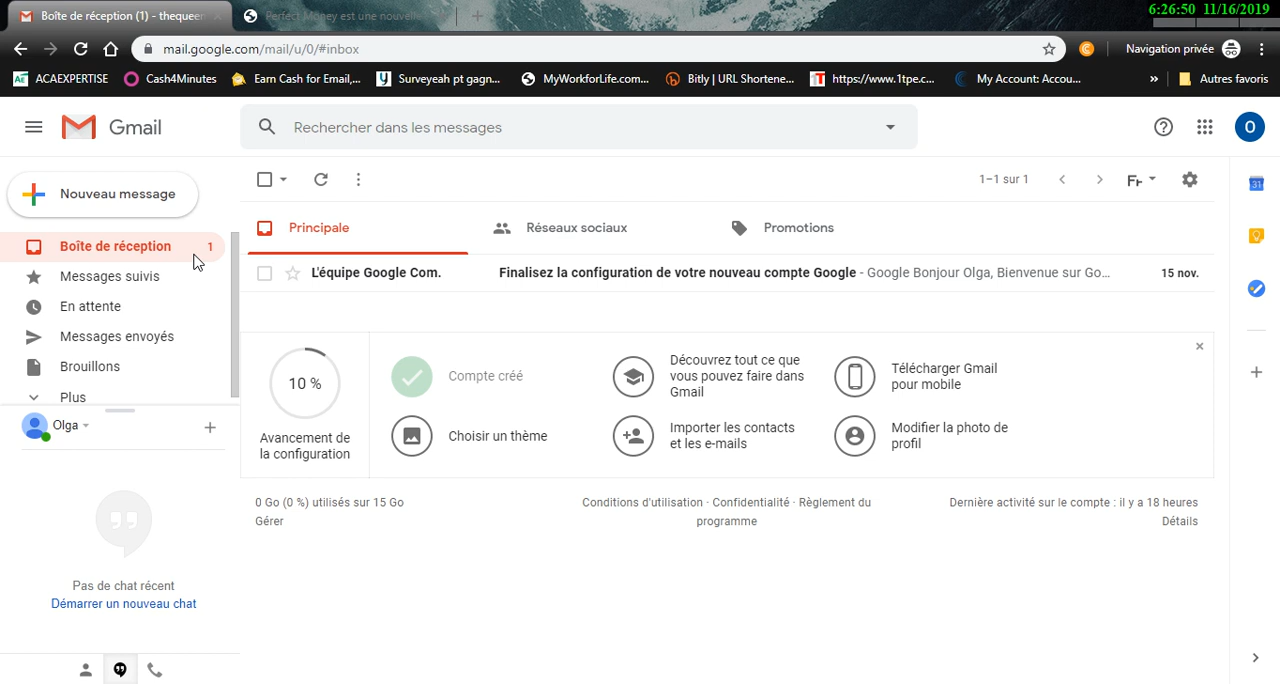 6:26:50 11/16/2019
Boîte de réception (1) - thequeen
Perfect Money est une nouvelle
mail.google.com/mail/u/0/#inbox
Navigation privée
ACAEXPERTISE
Cash4Minutes
Earn Cash for Email,...
Surveyeah pt gagn...
MyWorkforLife.com...
Bitly | URL Shortene...
https://www.1tpe.c...
My Account: Accou...
»
Autres favoris
Gmail
Rechercher dans les messages
O
Nouveau message
1–1 sur 1
Principale
Réseaux sociaux
Promotions
Boîte de réception 1
Messages suivis
En attente
Messages envoyés
Brouillons
Plus
L'équipe Google Com. Finalisez la configuration de votre nouveau compte Google - Google Bonjour Olga, Bienvenue sur Go... 15 nov.
10 %
Avancement de
la configuration
Compte créé
Découvrez tout ce que
vous pouvez faire dans
Gmail
Télécharger Gmail
pour mobile
Choisir un thème
Importer les contacts
et les e-mails
Modifier la photo de
profil
Olga
0 Go (0 %) utilisés sur 15 Go
Gérer
Conditions d'utilisation · Confidentialité · Règlement du
programme
Dernière activité sur le compte : il y a 18 heures
Détails
Pas de chat récent
Démarrer un nouveau chat
31